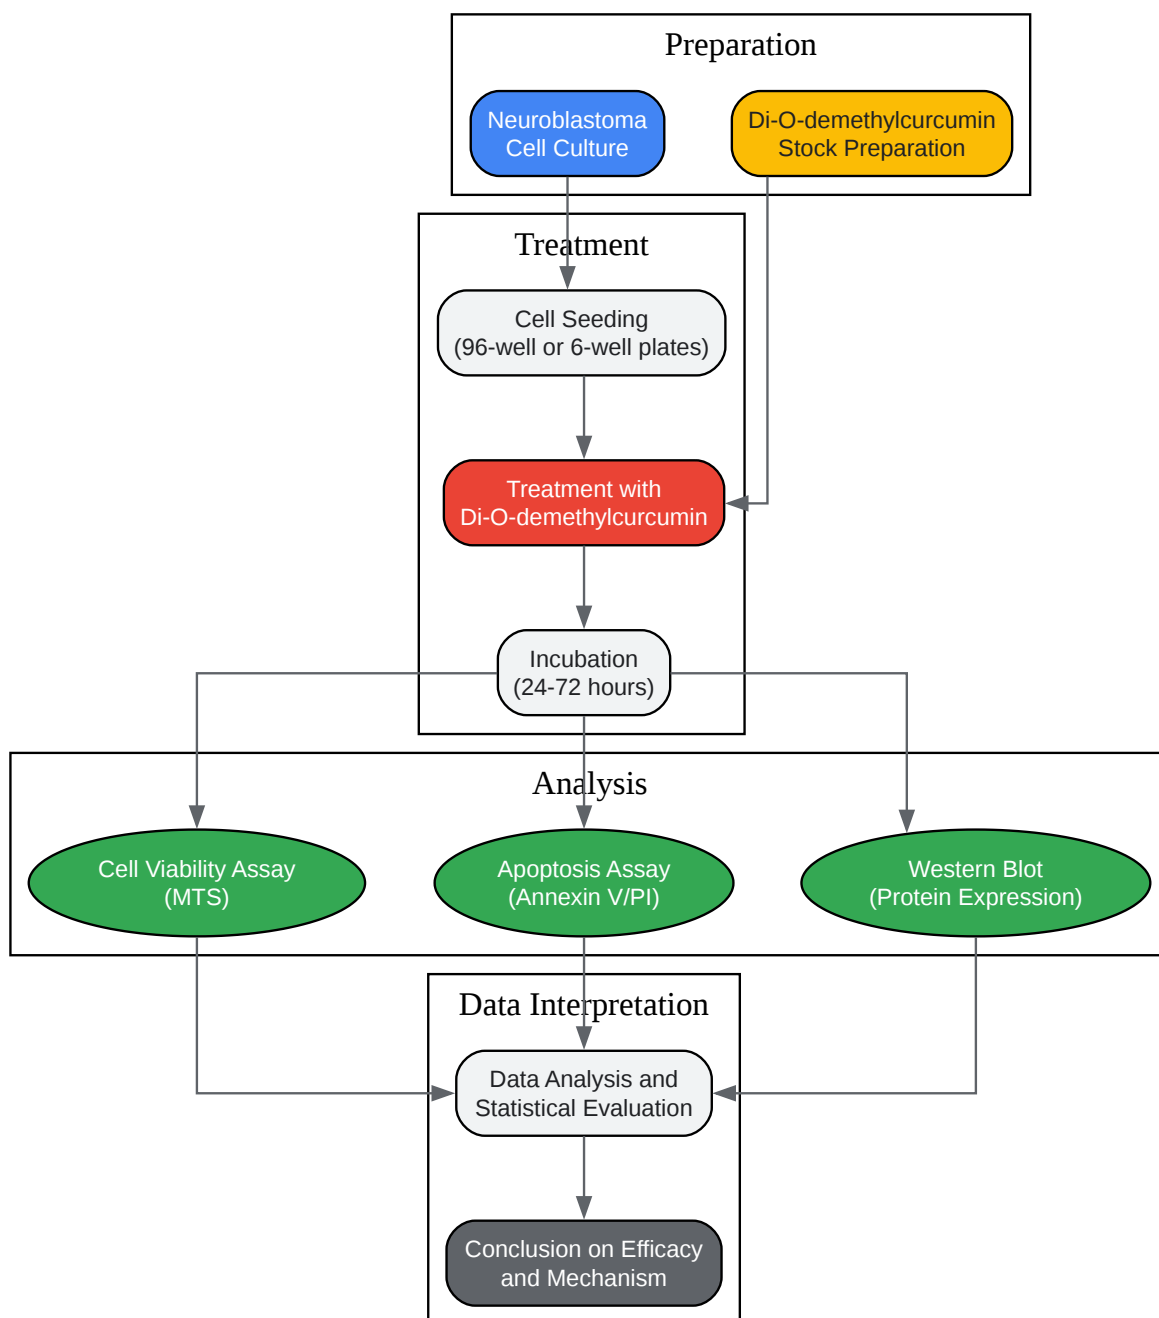 Preparation
Neuroblastoma
Cell Culture
Di-O-demethylcurcumin
Stock Preparation
Treatment
Cell Seeding
(96-well or 6-well plates)
Treatment with
Di-O-demethylcurcumin
Incubation
(24-72 hours)
Analysis
Cell Viability Assay
(MTS)
Apoptosis Assay
(Annexin V/PI)
Western Blot
(Protein Expression)
Data Interpretation
Data Analysis and
Statistical Evaluation
Conclusion on Efficacy
and Mechanism